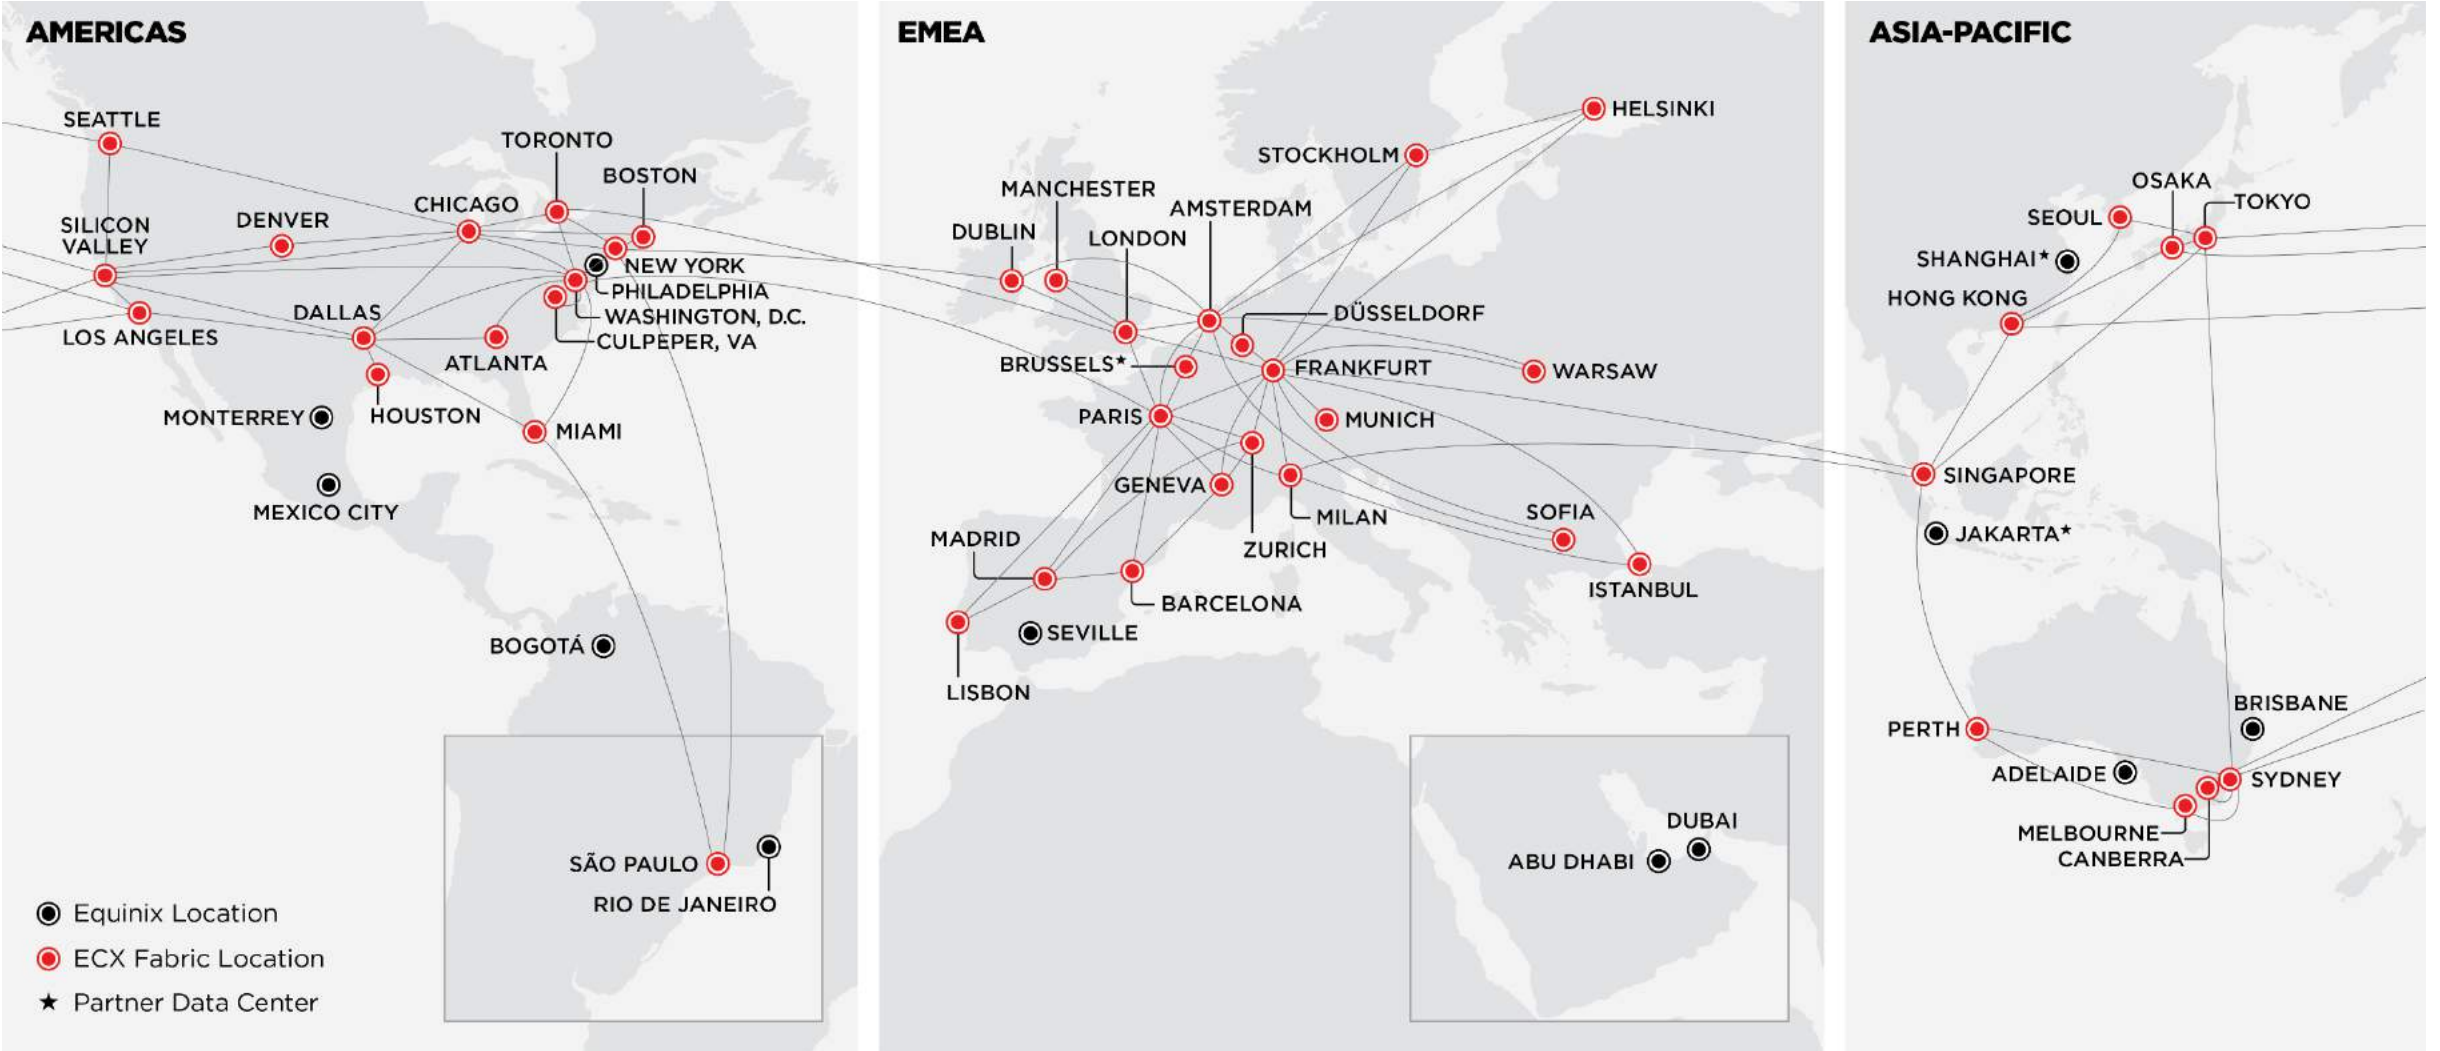 AMERICAS
SEATTLE
TORONTO
BOSTON
CHICAGO
DENVER
SILICON
VALLEY
NEW YORK
PHILADELPHIA
WASHINGTON, D.C.
CULPEPER, VA
DALLAS
LOS ANGELES
ATLANTA
HOUSTON
MONTERREY
MIAMI
MEXICO CITY
BOGOTÁ
SÃO PAULO
RIO DE JANEIRO
Equinix Location
ECX Fabric Location
★ Partner Data Center
EMEA
HELSINKI
STOCKHOLM
MANCHESTER
AMSTERDAM
DUBLIN
LONDON
DÜSSELDORF
BRUSSELS★
FRANKFURT
WARSAW
PARIS
MUNICH
GENEVA
MILAN
SOFIA
MADRID
ZURICH
ISTANBUL
BARCELONA
SEVILLE
LISBON
DUBAI
ABU DHABI
ASIA-PACIFIC
OSAKA
TOKYO
SEOUL
SHANGHAI★
HONG KONG
SINGAPORE
JAKARTA★
BRISBANE
PERTH
ADELAIDE
SYDNEY
MELBOURNE
CANBERRA